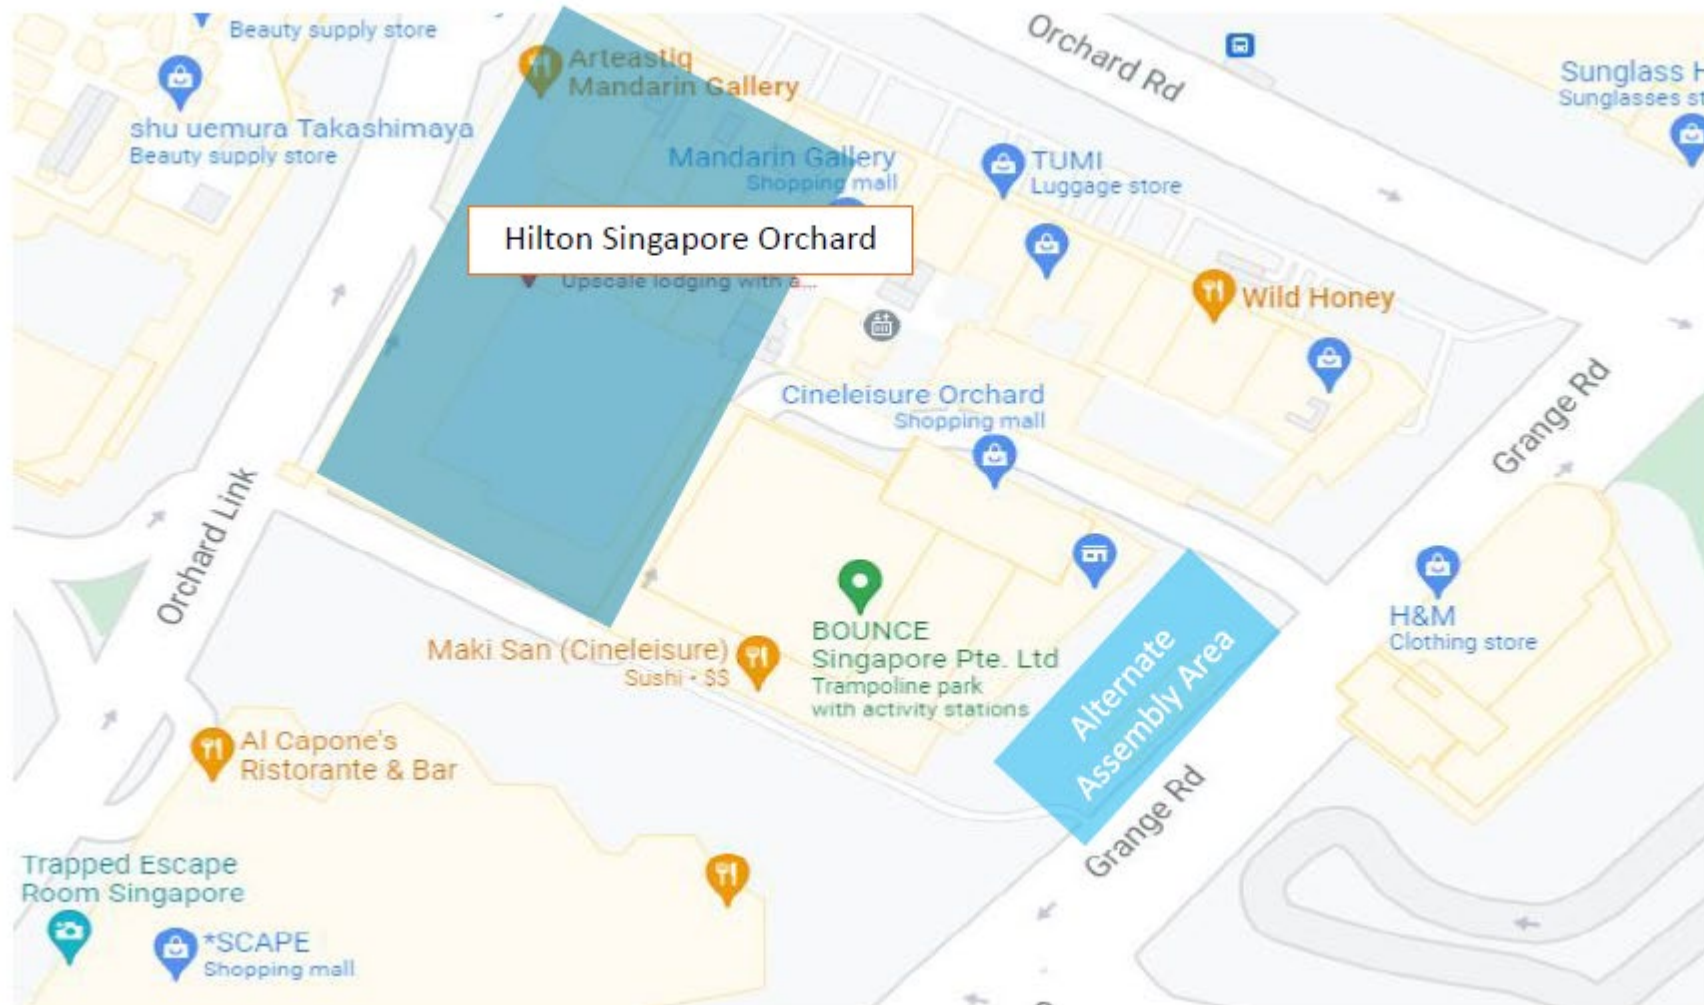 Beauty supply store
Arteastiq
Mandarin Gallery
Orchard Rd
Sunglass H
Sunglasses st
shu uemura Takashimaya
Beauty supply store
Mandarin Gallery
Shopping mall
TUMI
Luggage store
Hilton Singapore Orchard
Upscale lodging with a...
Wild Honey
Cineleisure Orchard
Shopping mall
Grange Rd
Orchard Link
H&M
Clothing store
BOUNCE
Singapore Pte. Ltd
Trampoline park
with activity stations
Maki San (Cineleisure)
Sushi • $$
Alternate
Assembly Area
Grange Rd
Al Capone's
Ristorante & Bar
Trapped Escape
Room Singapore
*SCAPE
Shopping mall